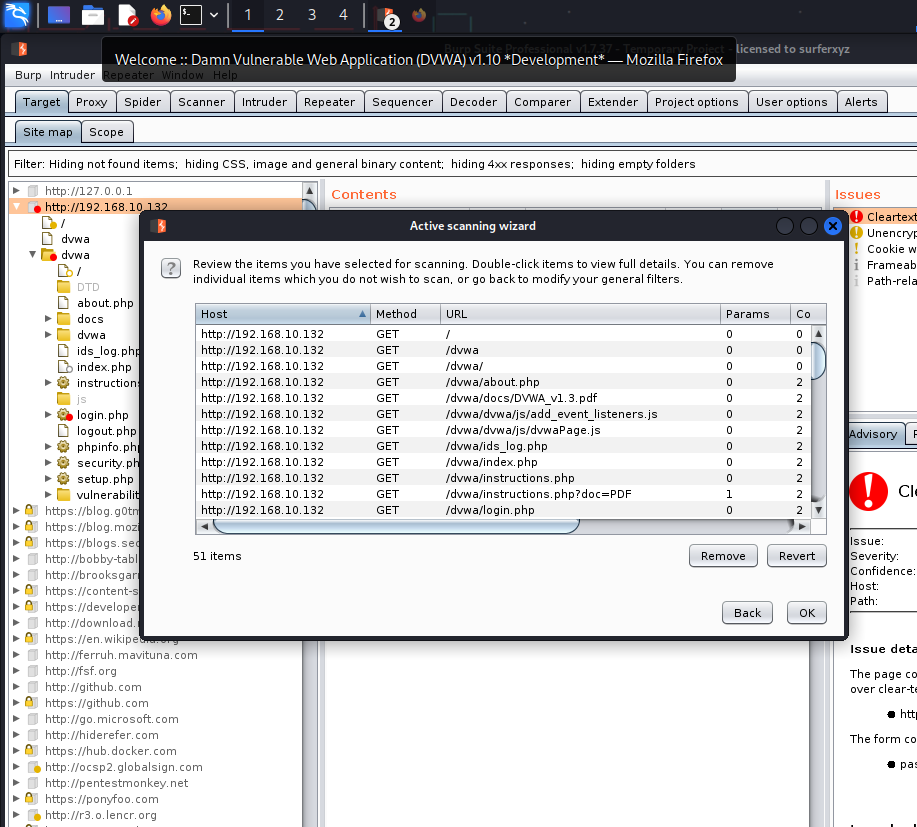 1 2 3 4 2
Burp Suite Professional v1.7.37 - Temporary Project - licensed to surferxyz
Welcome :: Damn Vulnerable Web Application (DVWA) v1.10 *Development* — Mozilla Firefox
Burp Intruder Repeater Window Help
Target Proxy Spider Scanner Intruder Repeater Sequencer Decoder Comparer Extender Project options User options Alerts
Site map Scope
Filter: Hiding not found items; hiding CSS, image and general binary content; hiding 4xx responses; hiding empty folders
http://127.0.0.1
http://192.168.10.132
/
dvwa
dvwa
/
DTD
about.php
docs
dvwa
ids_log.php
index.php
instructions
js
login.php
logout.php
phpinfo.php
security.ph
setup.php
vulnerabilit
https://blog.g0tm
https://blog.mozi
https://blogs.sec
http://bobby-tabl
http://brooksgarr
https://content-s
https://developer
http://download.
https://en.wikipedia.org
http://ferruh.mavituna.com
http://fsf.org
http://github.com
https://github.com
http://go.microsoft.com
http://hiderefer.com
https://hub.docker.com
http://ocsp2.globalsign.com
http://pentestmonkey.net
https://ponyfoo.com
http://r3.o.lencr.org
Contents
Issues
Cleartext
Unencryp
Cookie w
Frameab
Path-rela
Active scanning wizard
?
Review the items you have selected for scanning. Double-click items to view full details. You can remove
individual items which you do not wish to scan, or go back to modify your general filters.
Host Method URL Params Co
http://192.168.10.132 GET / 0 0
http://192.168.10.132 GET /dvwa 0 0
http://192.168.10.132 GET /dvwa/ 0 0
http://192.168.10.132 GET /dvwa/about.php 0 2
http://192.168.10.132 GET /dvwa/docs/DVWA_v1.3.pdf 0 2
http://192.168.10.132 GET /dvwa/dvwa/js/add_event_listeners.js 0 2
http://192.168.10.132 GET /dvwa/dvwa/js/dvwaPage.js 0 2
http://192.168.10.132 GET /dvwa/ids_log.php 0 2
http://192.168.10.132 GET /dvwa/index.php 0 2
http://192.168.10.132 GET /dvwa/instructions.php 0 2
http://192.168.10.132 GET /dvwa/instructions.php?doc=PDF 1 2
http://192.168.10.132 GET /dvwa/login.php 0 2
51 items
Remove Revert
Back OK
Advisory
Cle
Issue:
Severity:
Confidence:
Host:
Path:
Issue deta
The page co
over clear-te
htt
The form co
pas